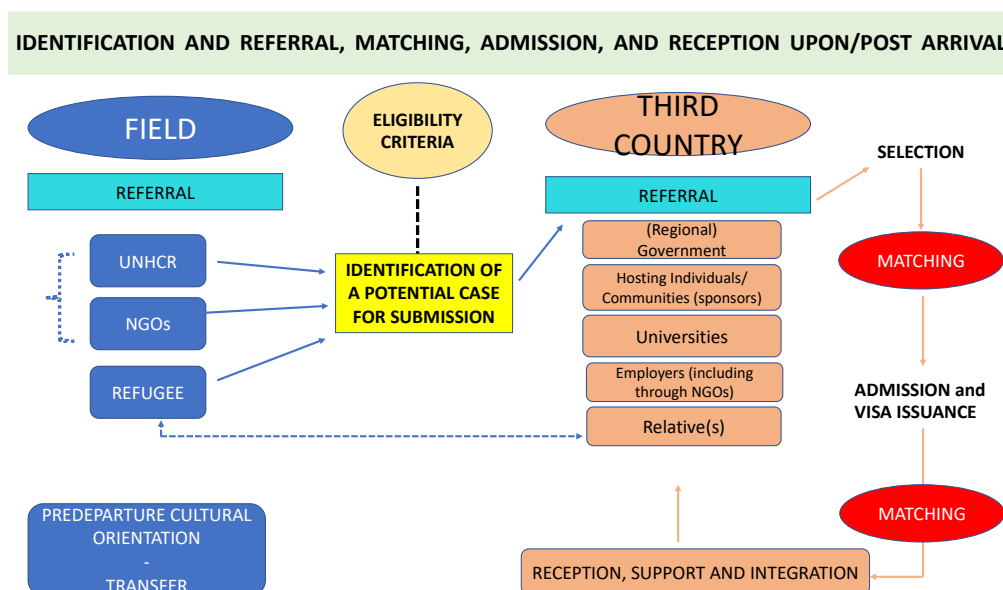 IDENTIFICATION AND REFERRAL, MATCHING, ADMISSION, AND RECEPTION UPON/POST ARRIVAL
FIELD
ELIGIBILITY
CRITERIA
THIRD
COUNTRY
SELECTION
REFERRAL
REFERRAL
UNHCR
NGOs
REFUGEE
IDENTIFICATION OF
A POTENTIAL CASE
FOR SUBMISSION
(Regional)
Government
Hosting Individuals/
Communities (sponsors)
Universities
Employers (including
through NGOs)
Relative(s)
MATCHING
ADMISSION and
VISA ISSUANCE
MATCHING
PREDEPARTURE CULTURAL
ORIENTATION
-
TRANSFER
RECEPTION, SUPPORT AND INTEGRATION